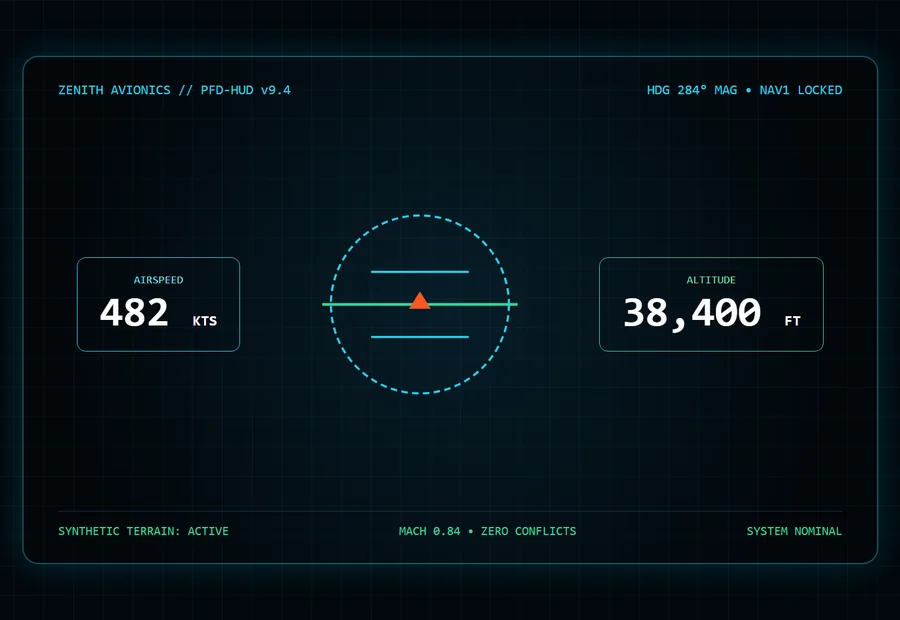 ZENITH AVIONICS // PFD-HUD v9.4
HDG 284° MAG • NAV1 LOCKED
AIRSPEED
482 KTS
ALTITUDE
38,400 FT
SYNTHETIC TERRAIN: ACTIVE
MACH 0.84 • ZERO CONFLICTS
SYSTEM NOMINAL